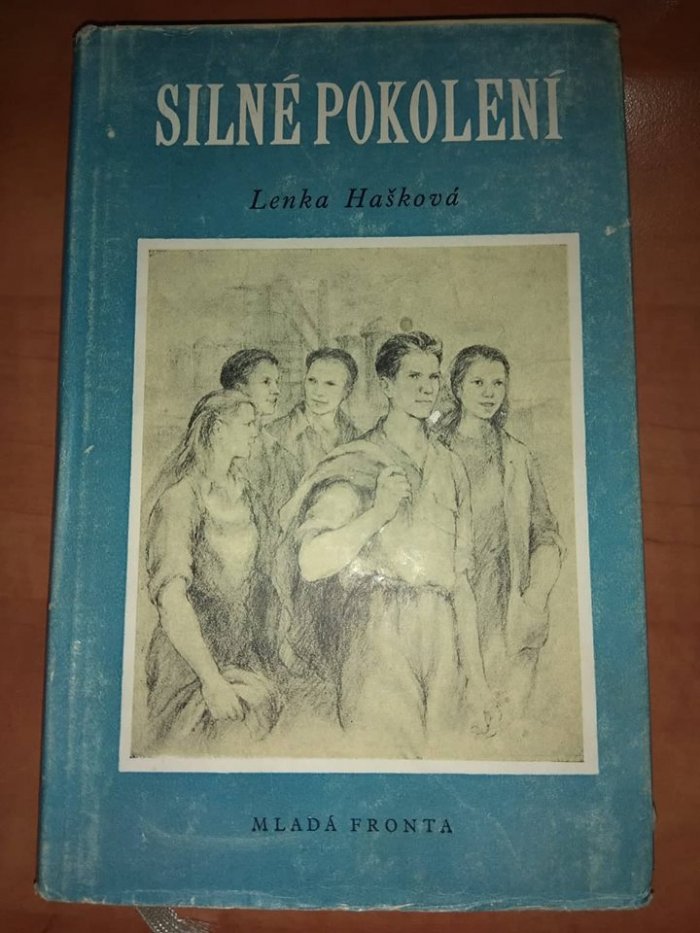 SILNÉ POKOLENÍ
Lenka Hašková
MLADÁ FRONTA